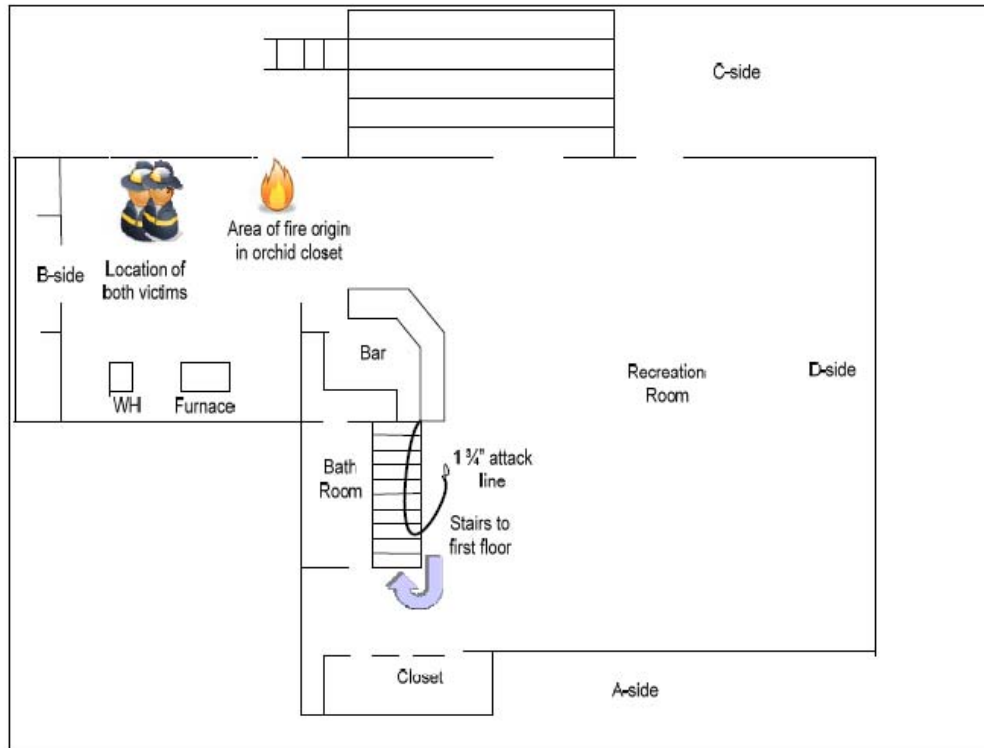 C-side
Area of fire origin
in orchid closet
B-side
Location of
both victims
Bar
Recreation
Room
D-side
WH
Furnace
Bath
Room
1 ¾" attack
line
Stairs to
first floor
Closet
A-side